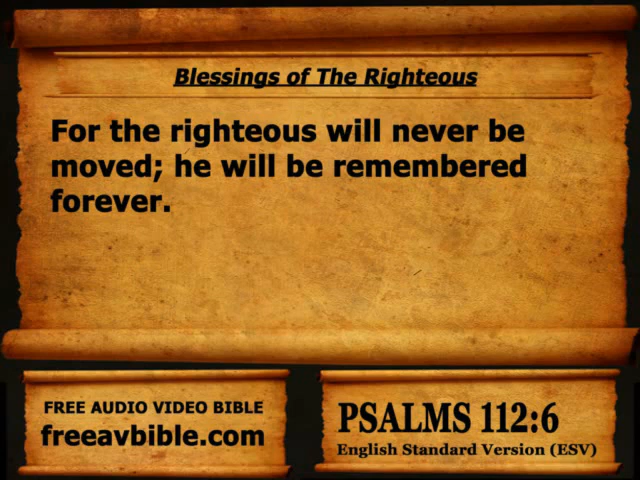 Blessings of The Righteous
For the righteous will never be
moved; he will be remembered
forever.
FREE AUDIO VIDEO BIBLE
freeavbible.com
PSALMS 112:6
English Standard Version (ESV)